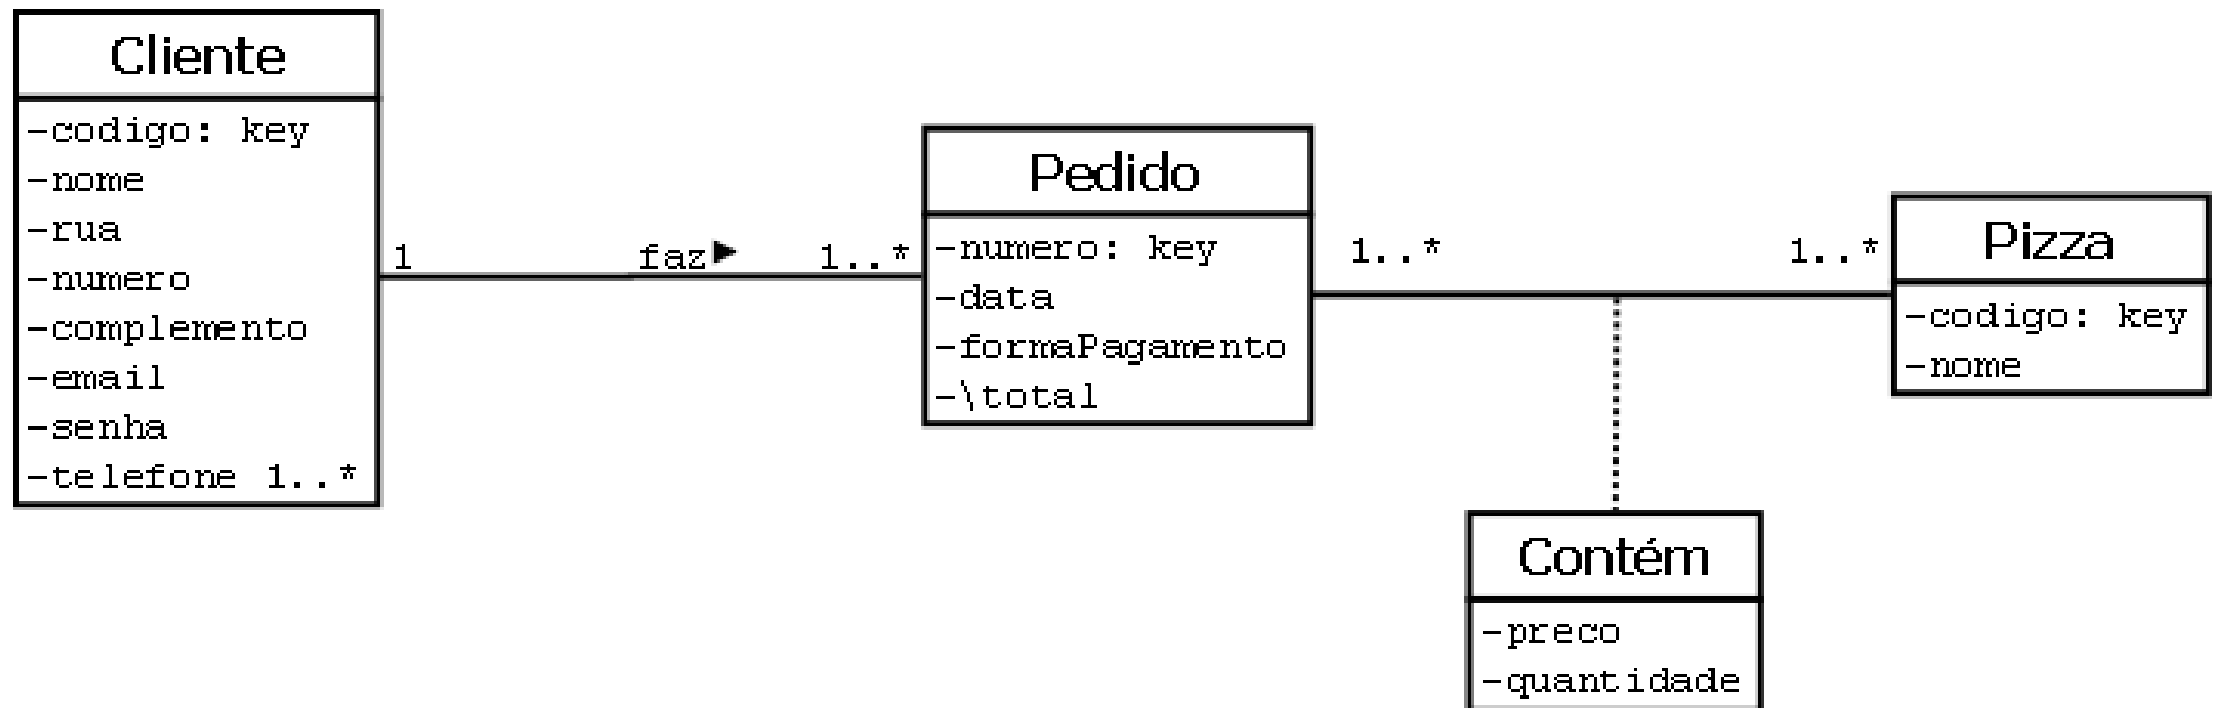 Cliente
-codigo: key
-nome
-rua
-numero
-complemento
-email
-senha
-telefone 1..*
1
faz►
1..*
Pedido
-numero: key
-data
-formaPagamento
-\total
1..*
1..*
Pizza
-codigo: key
-nome
Contém
-preco
-quantidade